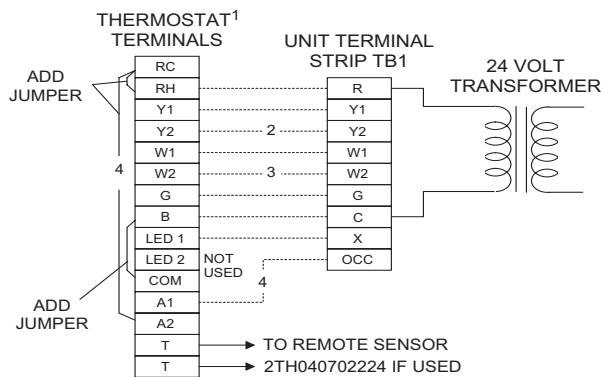 THERMOSTAT1
TERMINALS
UNIT TERMINAL
STRIP TB1
24 VOLT
TRANSFORMER
ADD
JUMPER
RC
RH
Y1
Y2
W1
W2
G
B
LED 1
LED 2
COM
A1
A2
T
T
NOT
USED
4
2
3
4
R
Y1
Y2
W1
W2
G
C
X
OCC
ADD
JUMPER
TO REMOTE SENSOR
2TH040702224 IF USED